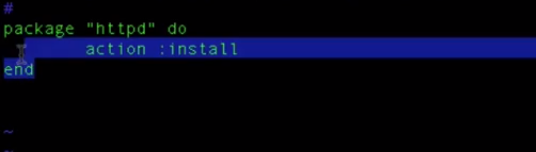 #
package "httpd" do
        action :install
end
~
~